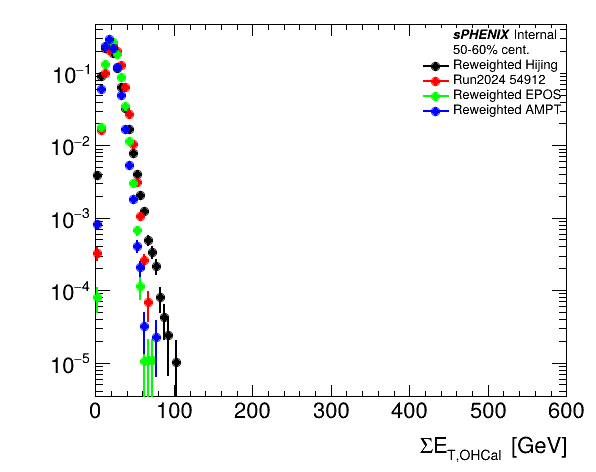 sPHENIX Internal
50-60% cent.
Reweighted Hijing
Run2024 54912
Reweighted EPOS
Reweighted AMPT
10⁻¹
10⁻²
10⁻³
10⁻⁴
10⁻⁵
0 100 200 300 400 500 600
ΣE_T,OHCal [GeV]